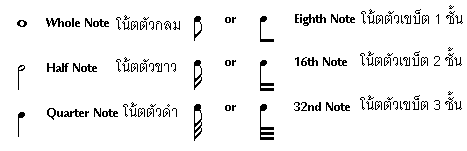 Whole Note โน้ตตัวกลม or Eighth Note โน้ตตัวเขบ็ต 1 ชั้น
Half Note โน้ตตัวขาว or 16th Note โน้ตตัวเขบ็ต 2 ชั้น
Quarter Note โน้ตตัวดำ or 32nd Note โน้ตตัวเขบ็ต 3 ชั้น